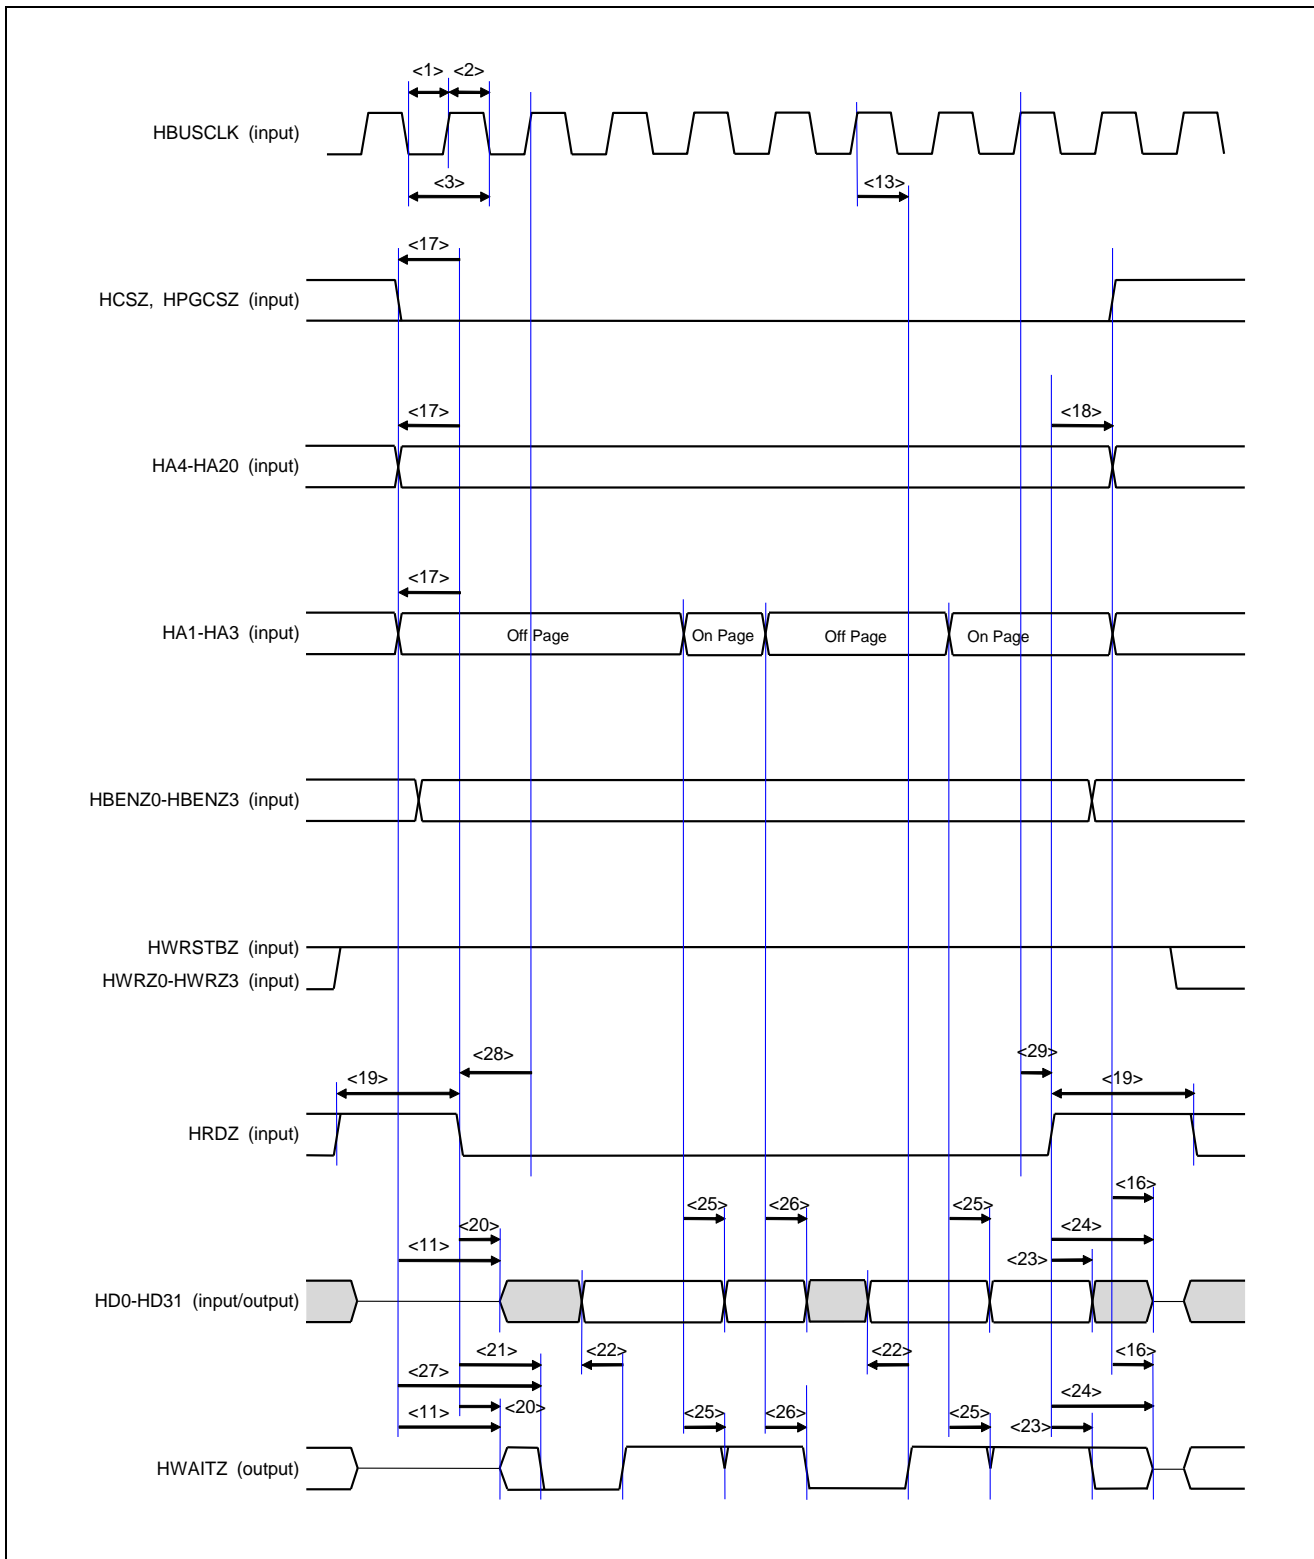 <1> <2>
HBUSCLK (input)
<3> <13>
<17>
HCSZ, HPGCSZ (input)
<17> <18>
HA4-HA20 (input)
<17>
HA1-HA3 (input) Off Page On Page Off Page On Page
HBENZ0-HBENZ3 (input)
HWRSTBZ (input)
HWRZ0-HWRZ3 (input)
<28> <29>
<19> <19>
HRDZ (input)
<16>
<25> <26> <25>
<20> <24>
<11> <23>
HD0-HD31 (input/output)
<21> <22> <22> <16>
<27> <24>
<20>
<11> <25> <26> <25> <23>
HWAITZ (output)